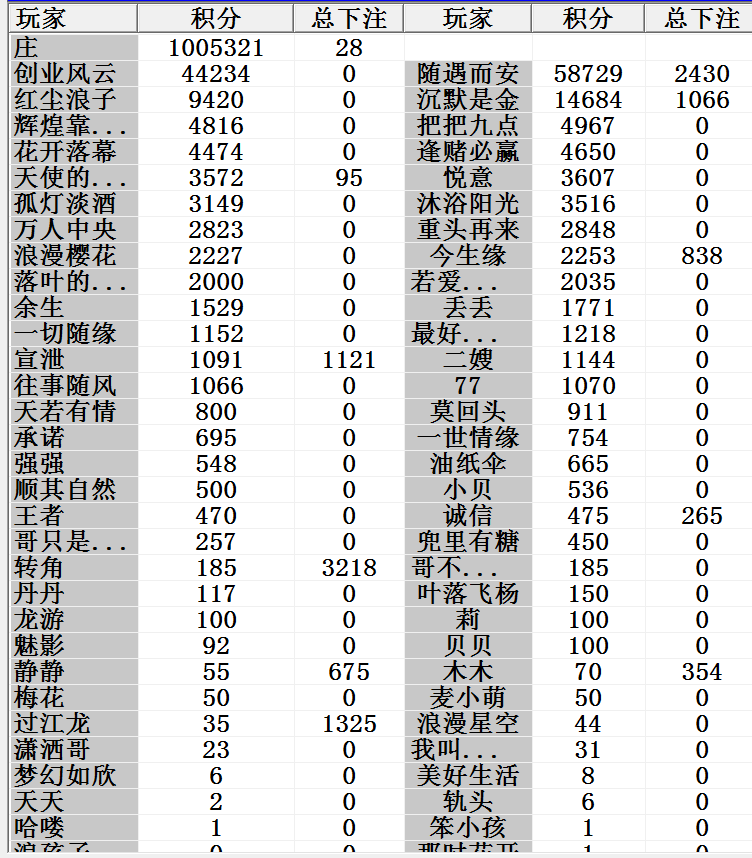 玩家 积分 总下注 玩家 积分 总下注
庄 1005321 28
创业风云 44234 0 随遇而安 58729 2430
红尘浪子 9420 0 沉默是金 14684 1066
辉煌靠... 4816 0 把把九点 4967 0
花开落幕 4474 0 逢赌必赢 4650 0
天使的... 3572 95 悦意 3607 0
孤灯淡酒 3149 0 沐浴阳光 3516 0
万人中央 2823 0 重头再来 2848 0
浪漫樱花 2227 0 今生缘 2253 838
落叶的... 2000 0 若爱... 2035 0
余生 1529 0 丢丢 1771 0
一切随缘 1152 0 最好... 1218 0
宣泄 1091 1121 二嫂 1144 0
往事随风 1066 0 77 1070 0
天若有情 800 0 莫回头 911 0
承诺 695 0 一世情缘 754 0
强强 548 0 油纸伞 665 0
顺其自然 500 0 小贝 536 0
王者 470 0 诚信 475 265
哥只是... 257 0 兜里有糖 450 0
转角 185 3218 哥不... 185 0
丹丹 117 0 叶落飞杨 150 0
龙游 100 0 莉 100 0
魅影 92 0 贝贝 100 0
静静 55 675 木木 70 354
梅花 50 0 麦小萌 50 0
过江龙 35 1325 浪漫星空 44 0
潇洒哥 23 0 我叫... 31 0
梦幻如欣 6 0 美好生活 8 0
天天 2 0 轨头 6 0
哈喽 1 0 笨小孩 1 0
浪孩子 0 0 那时花开 1 0